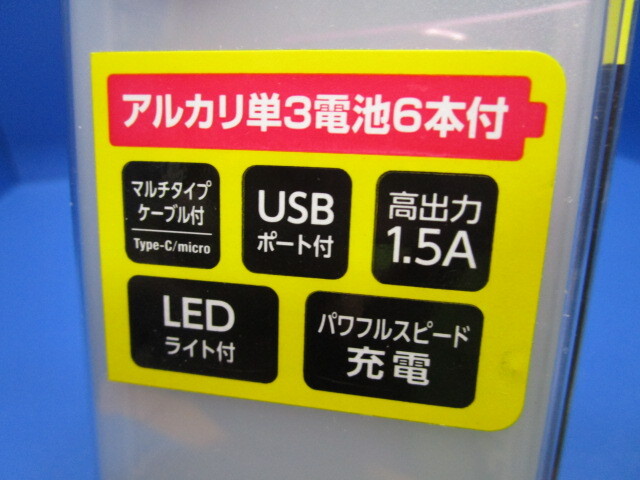 アルカリ単3電池6本付
マルチタイプ
ケーブル付
Type-C/micro
USB
ポート付
高出力
1.5A
LED
ライト付
パワフルスピード
充電